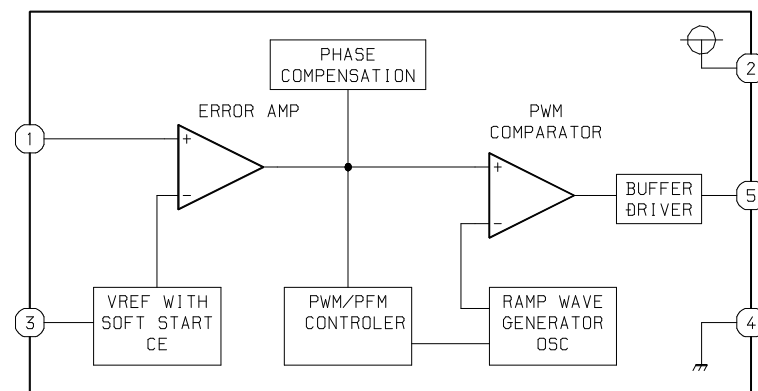 PHASE
COMPENSATION
2
ERROR AMP
PWM
COMPARATOR
1
+
-
+
-
BUFFER
DRIVER
5
3
VREF WITH
SOFT START
CE
PWM/PFM
CONTROLER
RAMP WAVE
GENERATOR
OSC
4